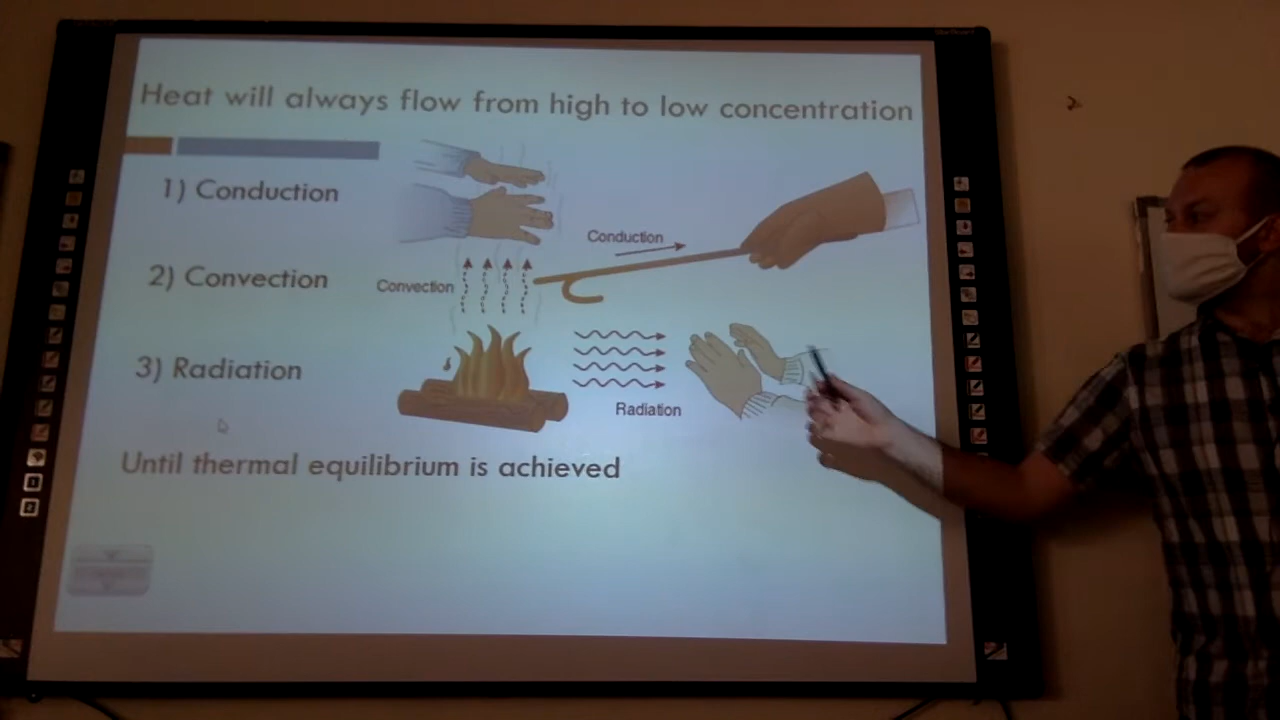 Heat will always flow from high to low concentration
1) Conduction
Conduction
2) Convection
Convection
3) Radiation
Radiation
Until thermal equilibrium is achieved